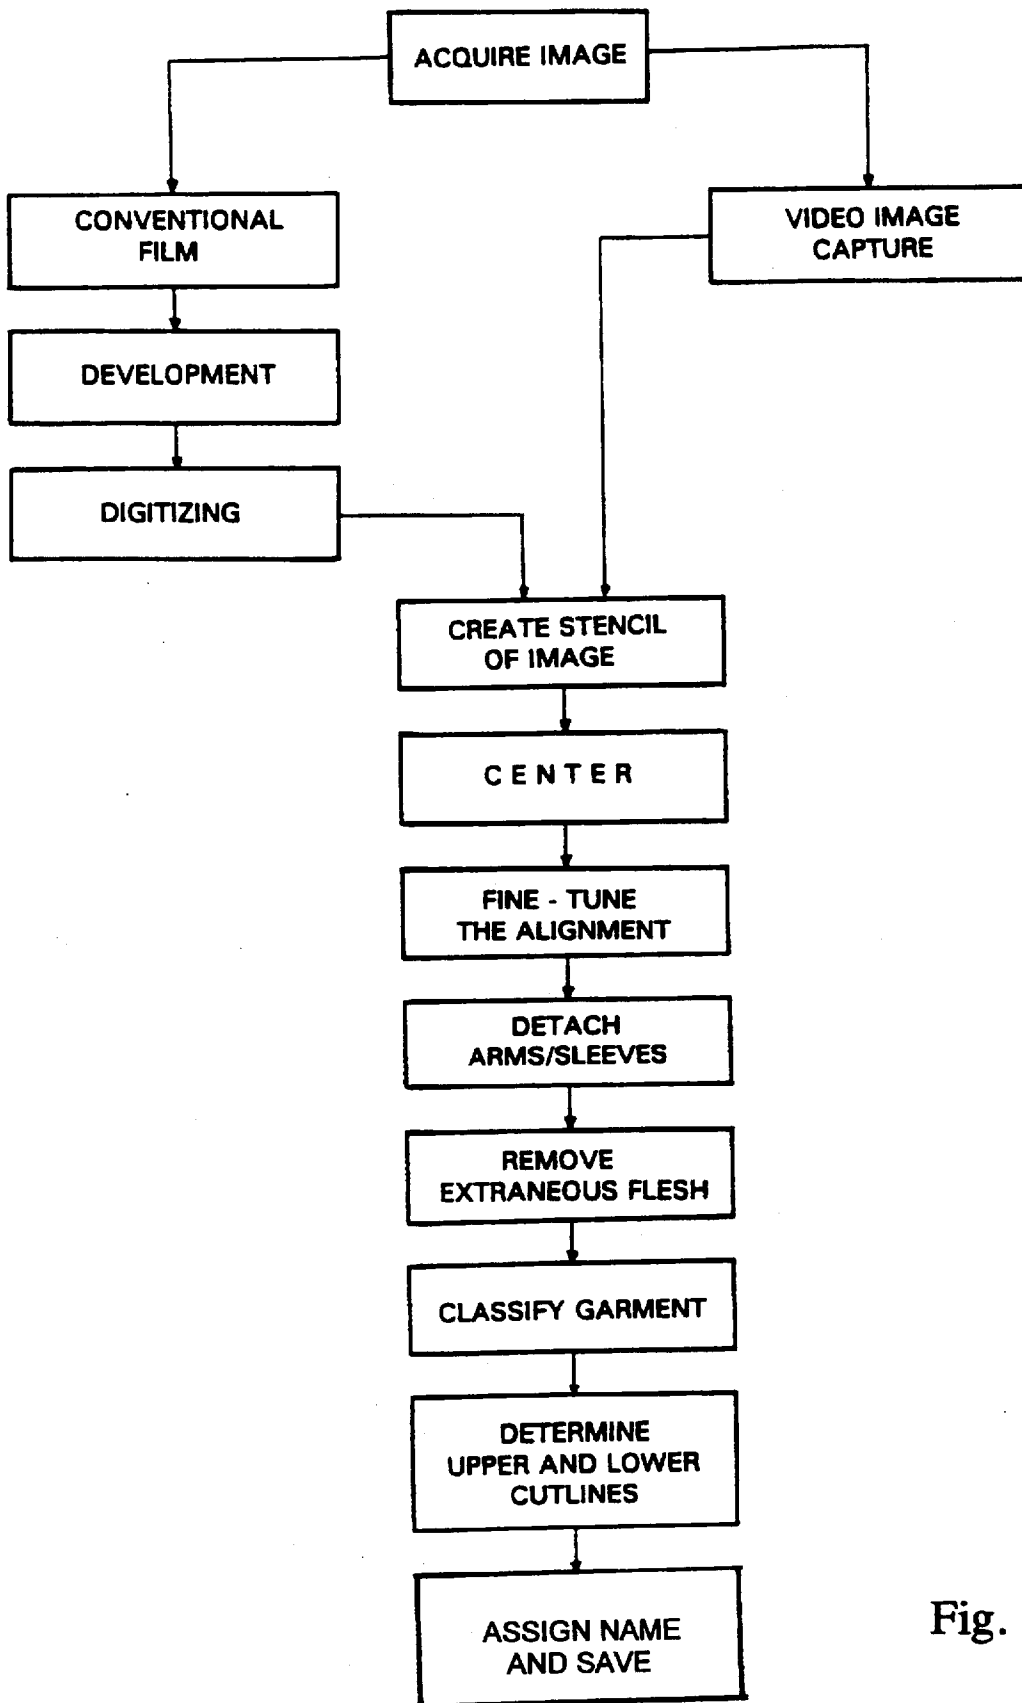 ACQUIRE IMAGE
CONVENTIONAL
FILM
VIDEO IMAGE
CAPTURE
DEVELOPMENT
DIGITIZING
CREATE STENCIL
OF IMAGE
C E N T E R
FINE - TUNE
THE ALIGNMENT
DETACH
ARMS/SLEEVES
REMOVE
EXTRANEOUS FLESH
CLASSIFY GARMENT
DETERMINE
UPPER AND LOWER
CUTLINES
ASSIGN NAME
AND SAVE
Fig.